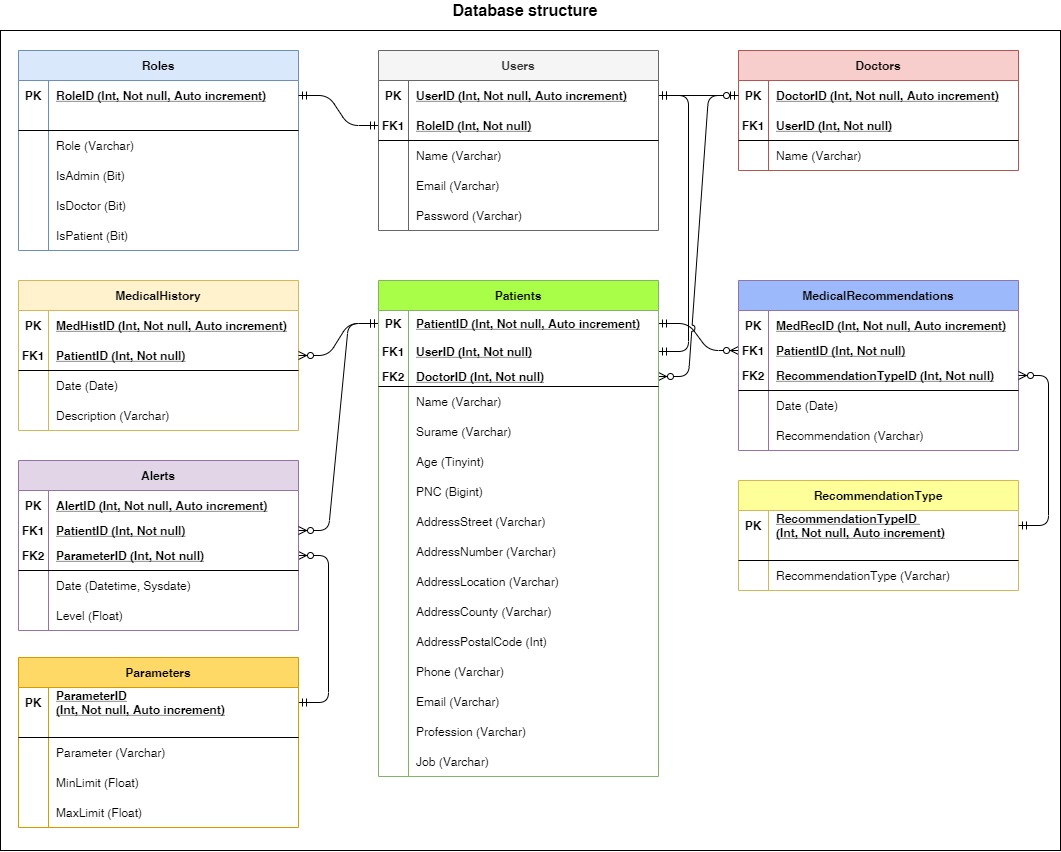 Database structure
Roles
PK RoleID (Int, Not null, Auto increment)
Role (Varchar)
IsAdmin (Bit)
IsDoctor (Bit)
IsPatient (Bit)
Users
PK UserID (Int, Not null, Auto increment)
FK1 RoleID (Int, Not null)
Name (Varchar)
Email (Varchar)
Password (Varchar)
Doctors
PK DoctorID (Int, Not null, Auto increment)
FK1 UserID (Int, Not null)
Name (Varchar)
MedicalHistory
PK MedHistID (Int, Not null, Auto increment)
FK1 PatientID (Int, Not null)
Date (Date)
Description (Varchar)
Patients
PK PatientID (Int, Not null, Auto increment)
FK1 UserID (Int, Not null)
FK2 DoctorID (Int, Not null)
Name (Varchar)
Surame (Varchar)
Age (Tinyint)
PNC (Bigint)
AddressStreet (Varchar)
AddressNumber (Varchar)
AddressLocation (Varchar)
AddressCounty (Varchar)
AddressPostalCode (Int)
Phone (Varchar)
Email (Varchar)
Profession (Varchar)
Job (Varchar)
MedicalRecommendations
PK MedRecID (Int, Not null, Auto increment)
FK1 PatientID (Int, Not null)
FK2 RecommendationTypeID (Int, Not null)
Date (Date)
Recommendation (Varchar)
Alerts
PK AlertID (Int, Not null, Auto increment)
FK1 PatientID (Int, Not null)
FK2 ParameterID (Int, Not null)
Date (Datetime, Sysdate)
Level (Float)
RecommendationType
PK RecommendationTypeID
(Int, Not null, Auto increment)
RecommendationType (Varchar)
Parameters
PK ParameterID
(Int, Not null, Auto increment)
Parameter (Varchar)
MinLimit (Float)
MaxLimit (Float)